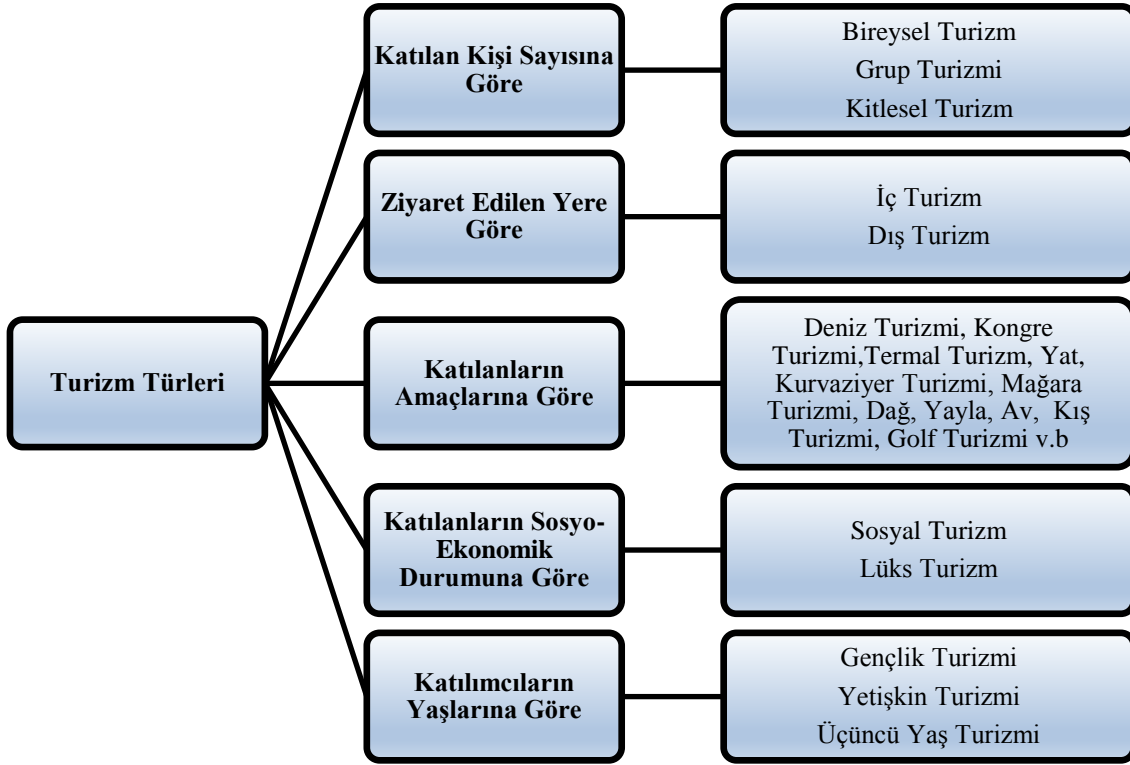 Turizm Türleri
Katılan Kişi Sayısına
Göre
Bireysel Turizm
Grup Turizmi
Kitlesel Turizm
Ziyaret Edilen Yere
Göre
İç Turizm
Dış Turizm
Katılanların
Amaçlarına Göre
Deniz Turizmi, Kongre
Turizmi,Termal Turizm, Yat,
Kurvaziyer Turizmi, Mağara
Turizmi, Dağ, Yayla, Av, Kış
Turizmi, Golf Turizmi v.b
Katılanların Sosyo-
Ekonomik
Durumuna Göre
Sosyal Turizm
Lüks Turizm
Katılımcıların
Yaşlarına Göre
Gençlik Turizmi
Yetişkin Turizmi
Üçüncü Yaş Turizmi